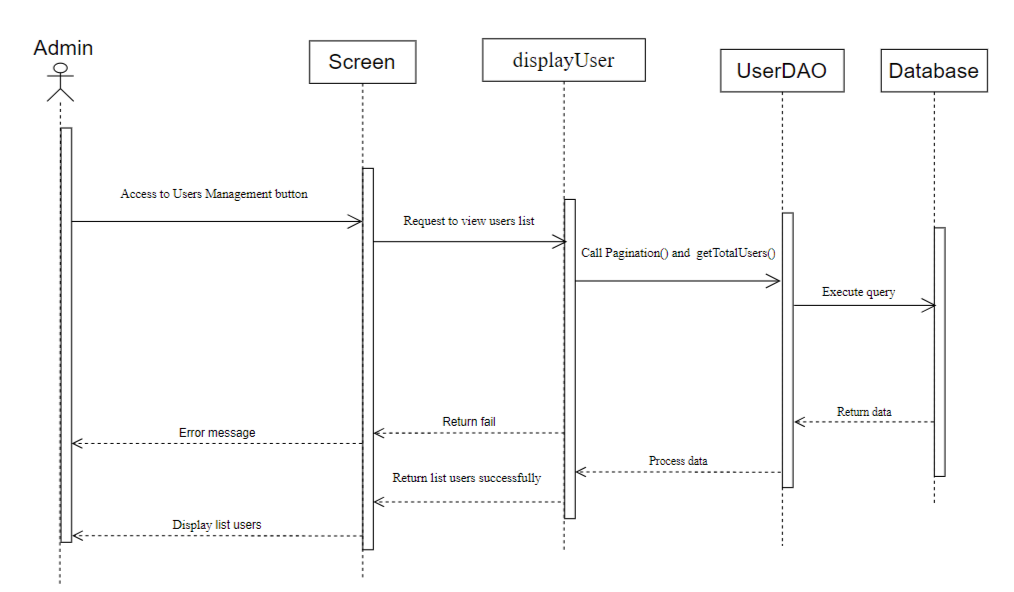 Admin
Screen
displayUser
UserDAO
Database
Access to Users Management button
Request to view users list
Call Pagination() and getTotalUsers()
Execute query
Return data
Return fail
Error message
Process data
Return list users successfully
Display list users